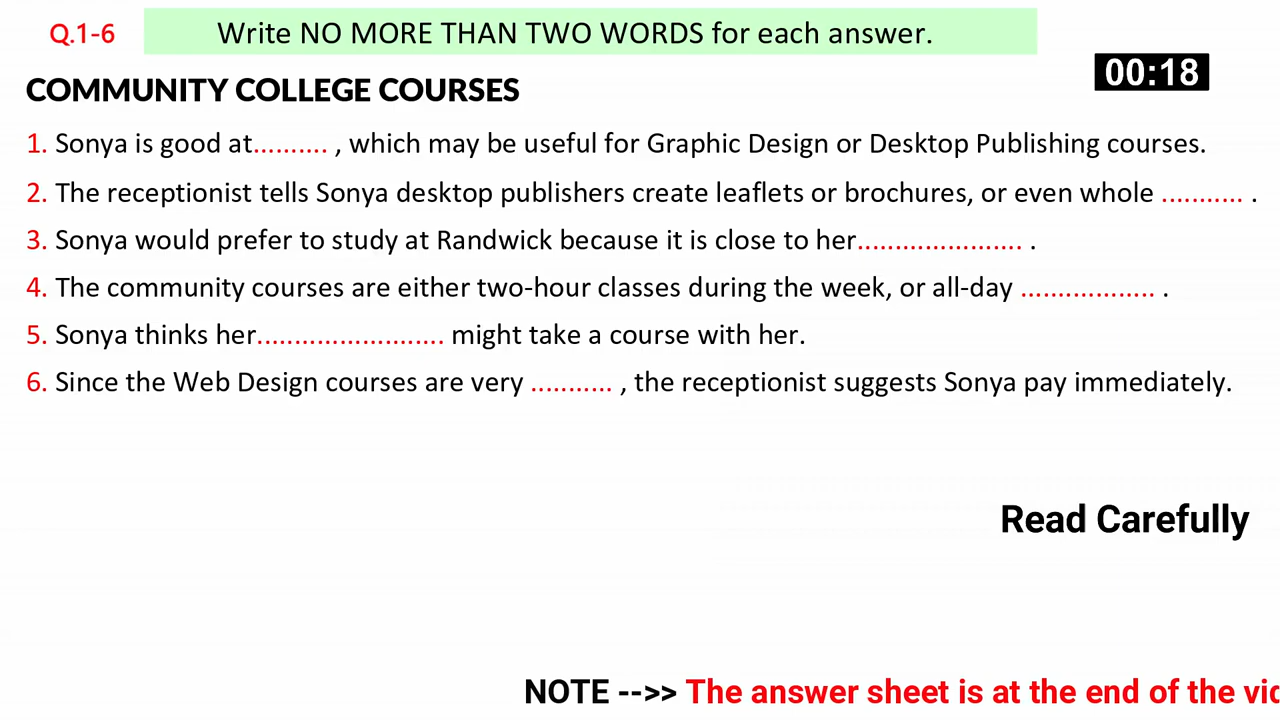 Q.1-6 Write NO MORE THAN TWO WORDS for each answer.
00:18
COMMUNITY COLLEGE COURSES
1. Sonya is good at.......... , which may be useful for Graphic Design or Desktop Publishing courses.
2. The receptionist tells Sonya desktop publishers create leaflets or brochures, or even whole ........... .
3. Sonya would prefer to study at Randwick because it is close to her...................... .
4. The community courses are either two-hour classes during the week, or all-day .................. .
5. Sonya thinks her......................... might take a course with her.
6. Since the Web Design courses are very ........... , the receptionist suggests Sonya pay immediately.
Read Carefully
NOTE -->> The answer sheet is at the end of the vid